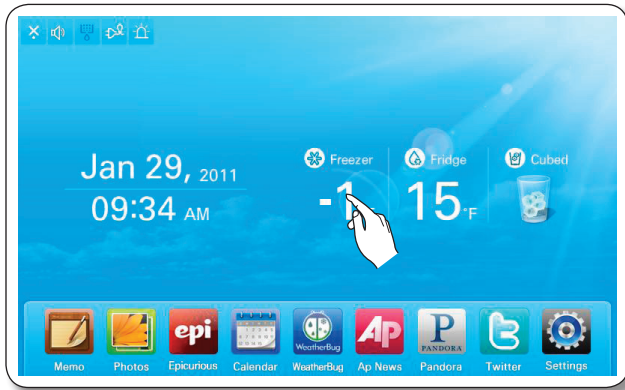 Jan 29, 2011
09:34 AM
Freezer
-1
Fridge
15°F
Cubed
epi
WeatherBug
AP
P
PANDORA
Memo
Photos
Epicurious
Calendar
WeatherBug
Ap News
Pandora
Twitter
Settings